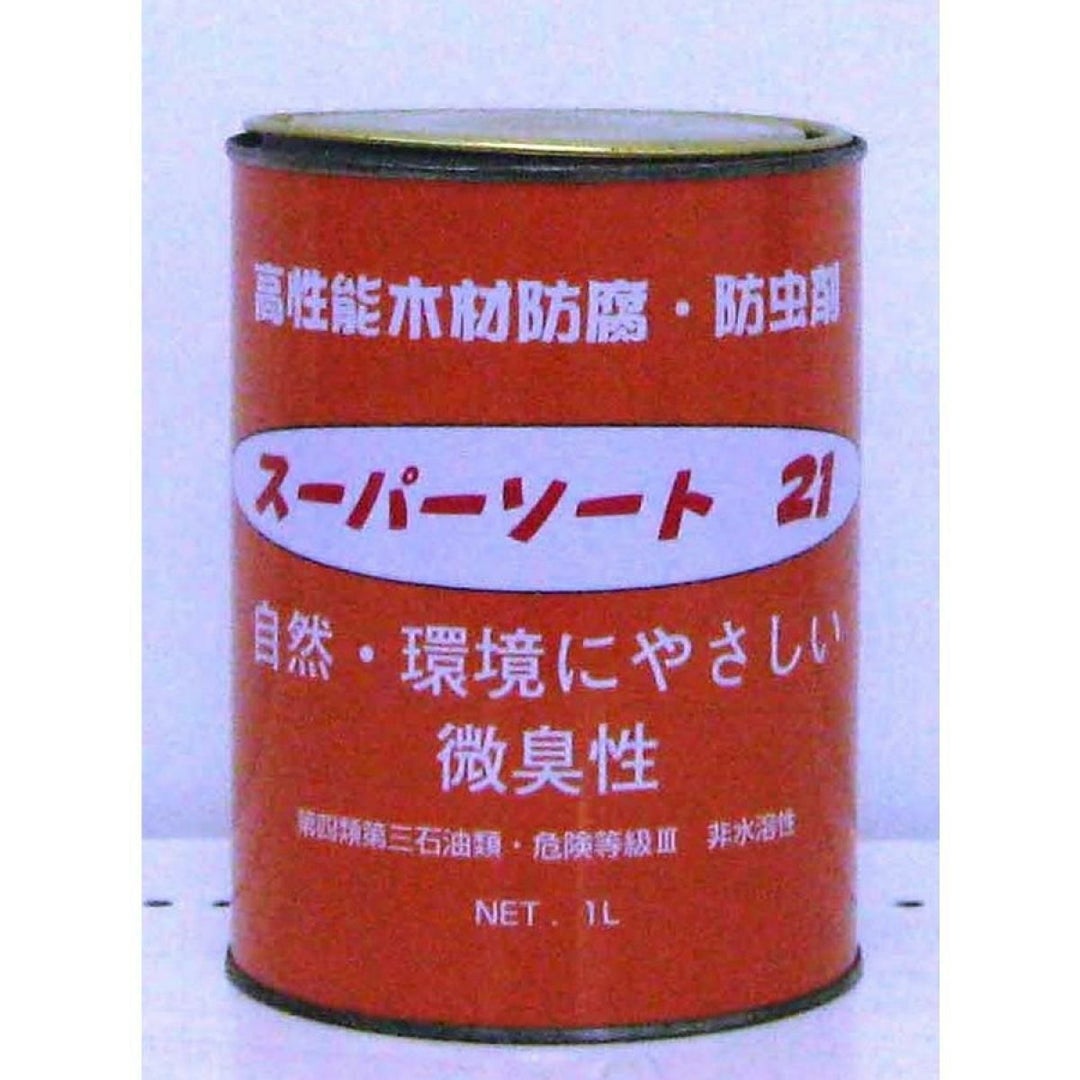 高性能木材防腐・防虫剤
スーパーソート 21
自然・環境にやさしい
微臭性
第四類第三石油類・危険等級Ⅲ 非水溶性
NET. 1L